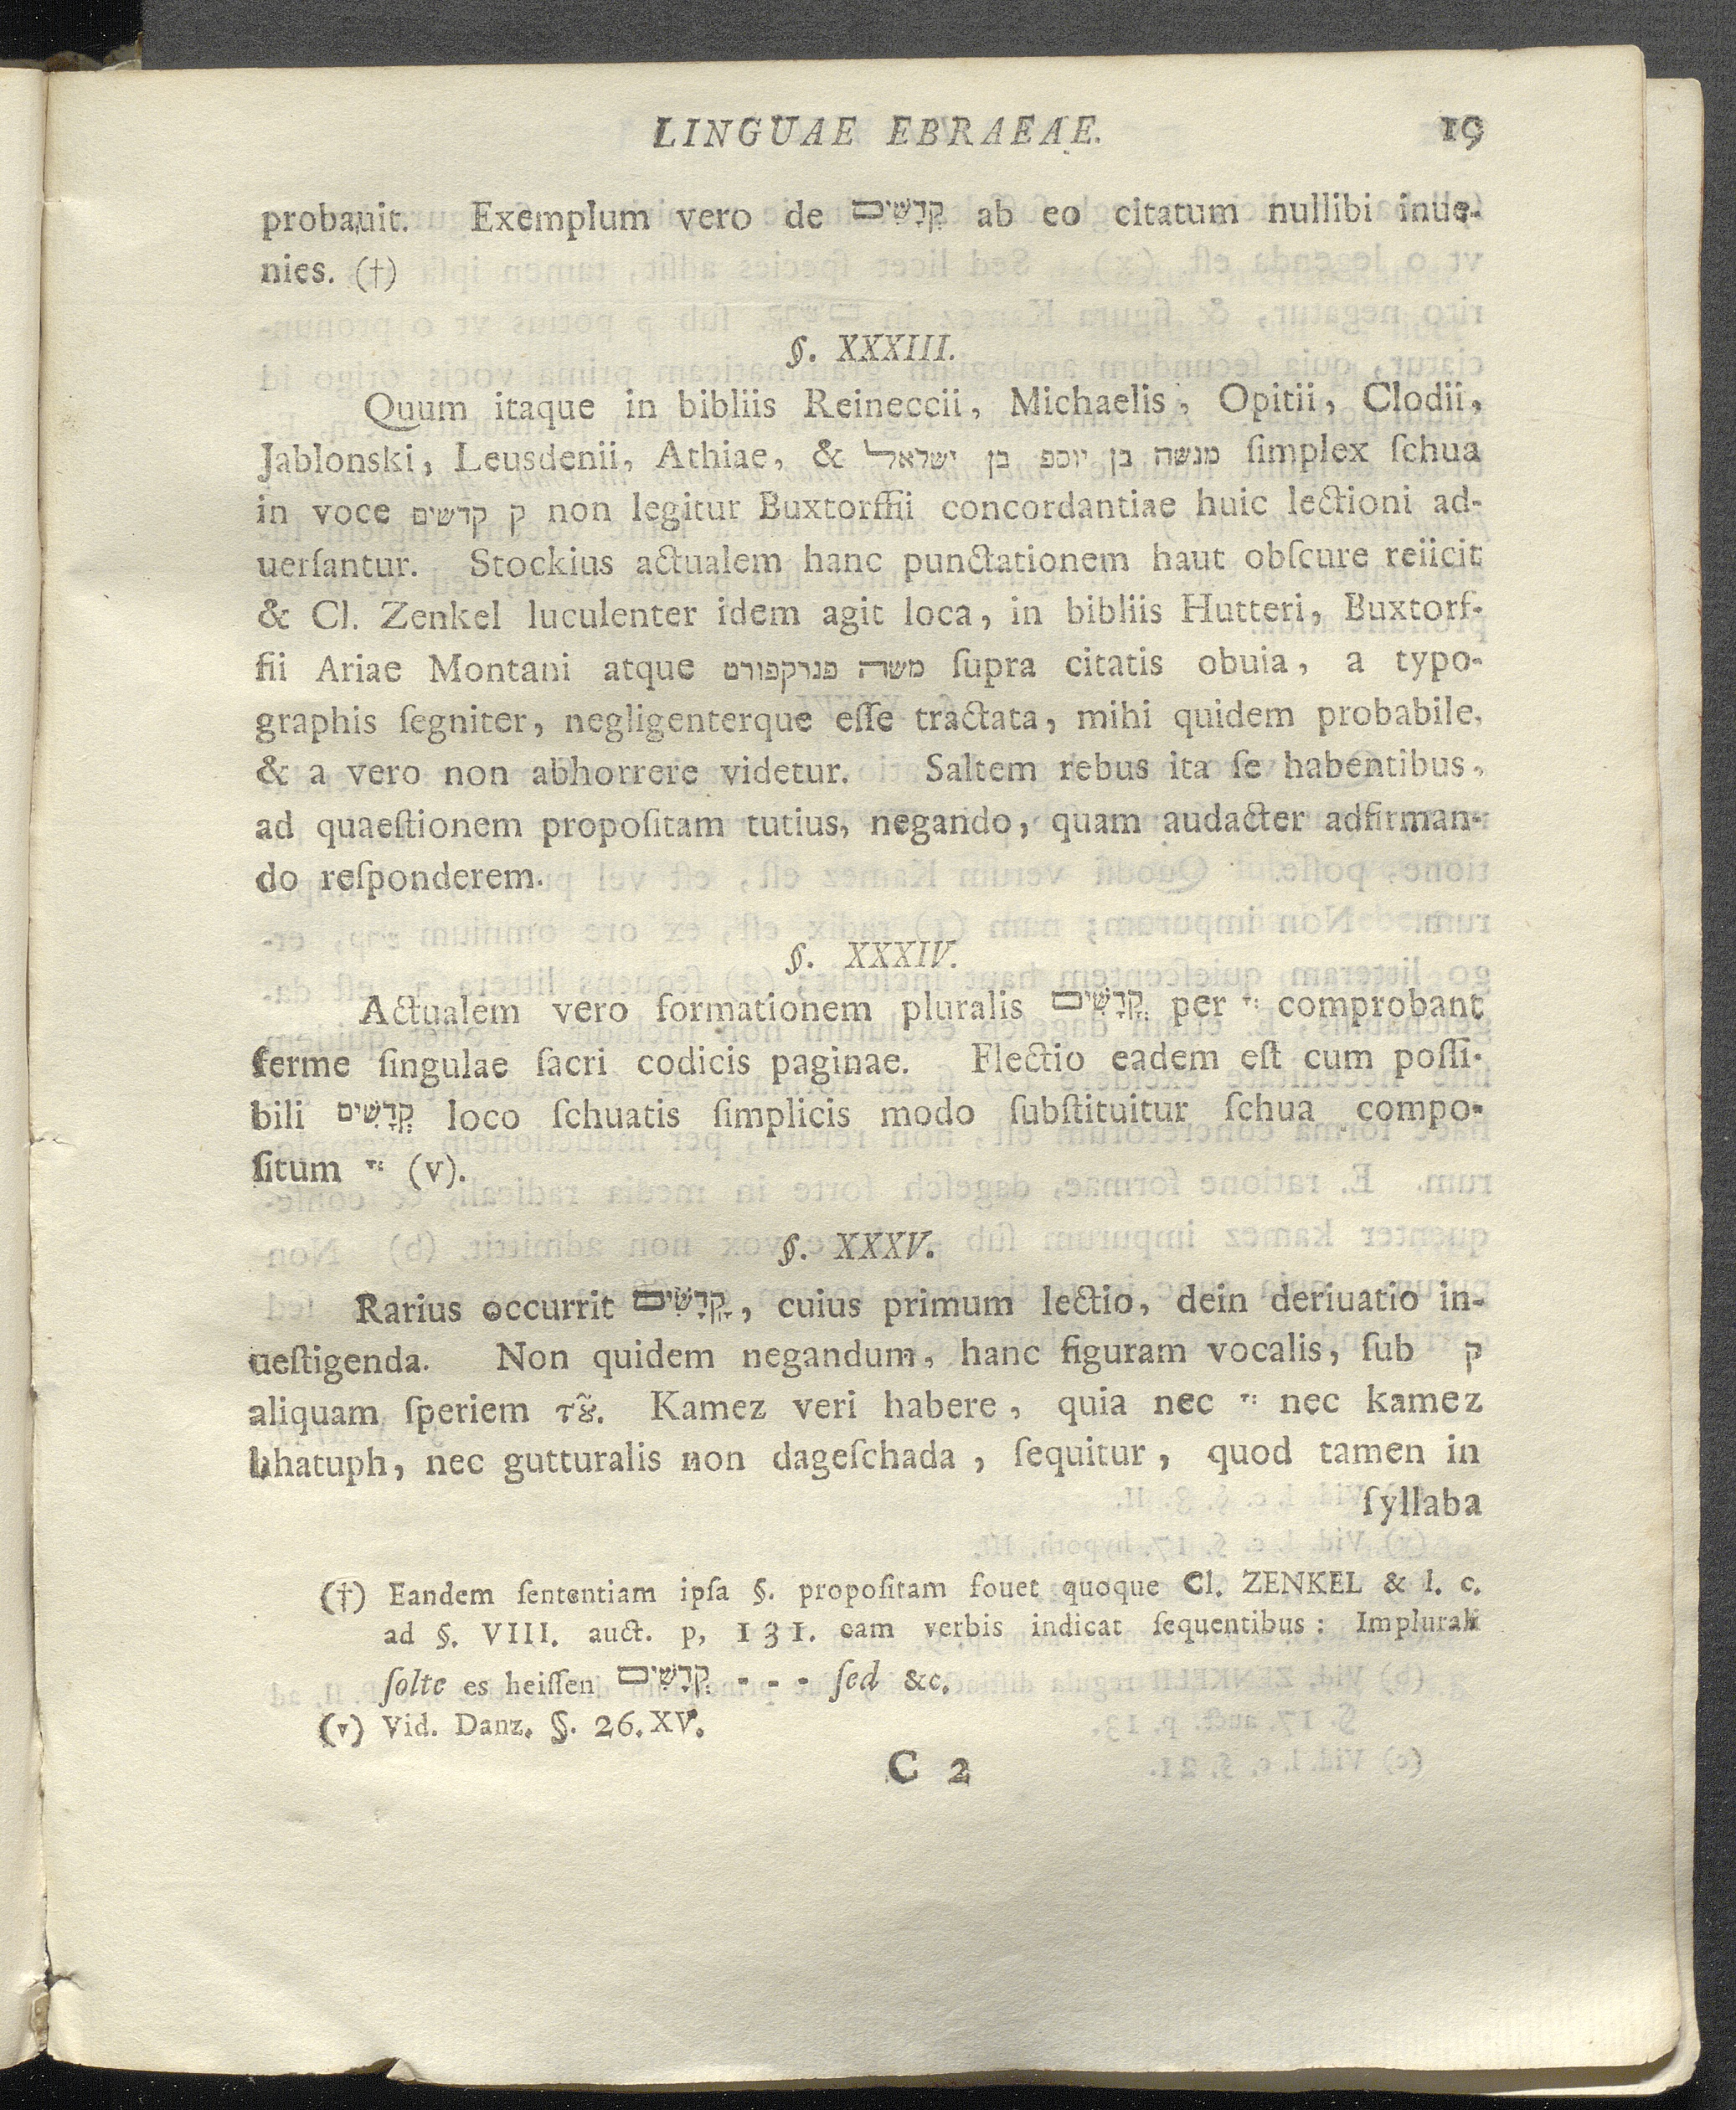 LINGUAE EBRAEAE. 19
probauit. Exemplum vero de קדשים ab eo citatum nullibi inue-
nies. (†)
§. XXXIII.
Quum itaque in bibliis Reineccii, Michaelis, Opitii, Clodii,
Jablonski, Leusdenii, Athiae, & מנשה בן יוסף בן ישראל ſimplex ſchua
in voce ק קדשים non legitur Buxtorffii concordantiae huic lectioni ad-
uerſantur. Stockius actualem hanc punctationem haut obſcure reiicit
& Cl. Zenkel luculenter idem agit loca, in bibliis Hutteri, Buxtorf-
fii Ariae Montani atque ſupra citatis obuia, a typo-
graphis ſegniter, negligenterque eſſe tractata, mihi quidem probabile,
& a vero non abhorrere videtur. Saltem rebus ita ſe habentibus,
ad quaeſtionem propoſitam tutius, negando, quam audacter adfirman-
do reſponderem.
§. XXXIV.
Actualem vero formationem pluralis קֳדָשִׁים per ֳ comprobant
ferme ſingulae ſacri codicis paginae. Flectio eadem eſt cum poſſi-
bili קְדָשִׁים loco ſchuatis ſimplicis modo ſubſtituitur ſchua compo-
ſitum ֳ (v).
§. XXXV.
Rarius occurrit קָדָשִׁים, cuius primum lectio, dein deriuatio in-
ueſtigenda. Non quidem negandum, hanc figuram vocalis, ſub ק
aliquam ſperiem Kamez veri habere, quia nec ֳ nec kamez
hhatuph, nec gutturalis non dageſchada, ſequitur, quod tamen in
ſyllaba
(†) Eandem ſententiam ipſa §. propoſitam fouet quoque Cl. ZENKEL & l. c.
ad §. VIII. auct. p, 131. eam verbis indicat ſequentibus: Implurali
ſolte es heiſſen קדשים - - - ſed &c.
(v) Vid. Danz. §. 26. XV.
C 2